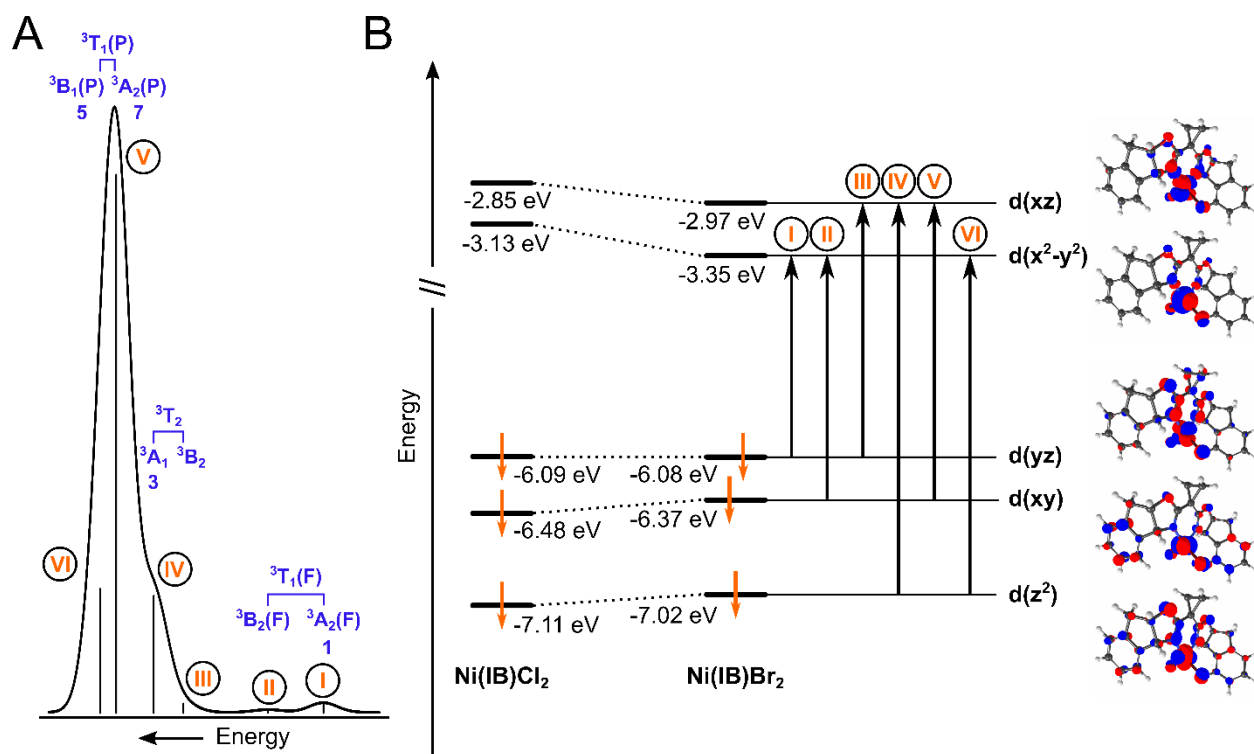 A
³T₁(P)
³B₁(P) ³A₂(P)
5 7
V
³T₂
³A₁ ³B₂
3
VI
IV
³T₁(F)
³B₂(F) ³A₂(F)
1
III
II
I
Energy
B
Energy
-2.85 eV
-3.13 eV
-2.97 eV
-3.35 eV
III IV V
I II VI
d(xz)
d(x²-y²)
-6.09 eV -6.08 eV d(yz)
-6.48 eV -6.37 eV d(xy)
-7.11 eV -7.02 eV d(z²)
Ni(IB)Cl₂ Ni(IB)Br₂